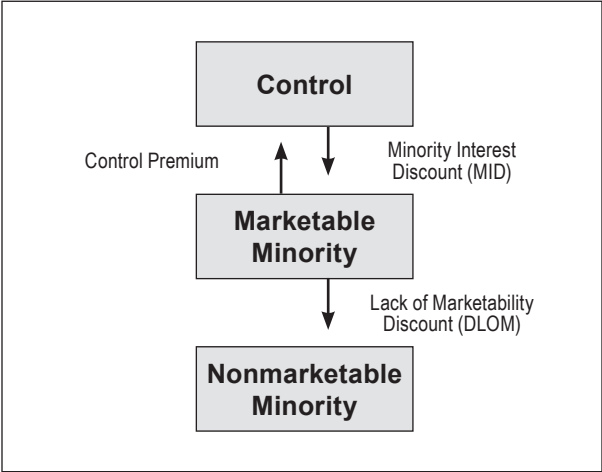 Control
Control Premium
Minority Interest
Discount (MID)
Marketable
Minority
Lack of Marketability
Discount (DLOM)
Nonmarketable
Minority